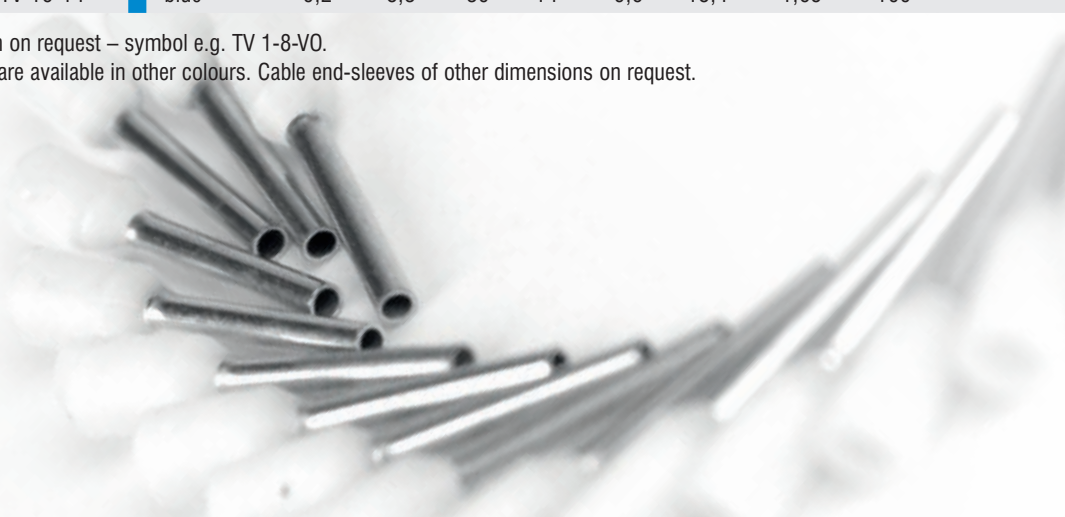 blue
on request – symbol e.g. TV 1-8-VO.
are available in other colours. Cable end-sleeves of other dimensions on request.